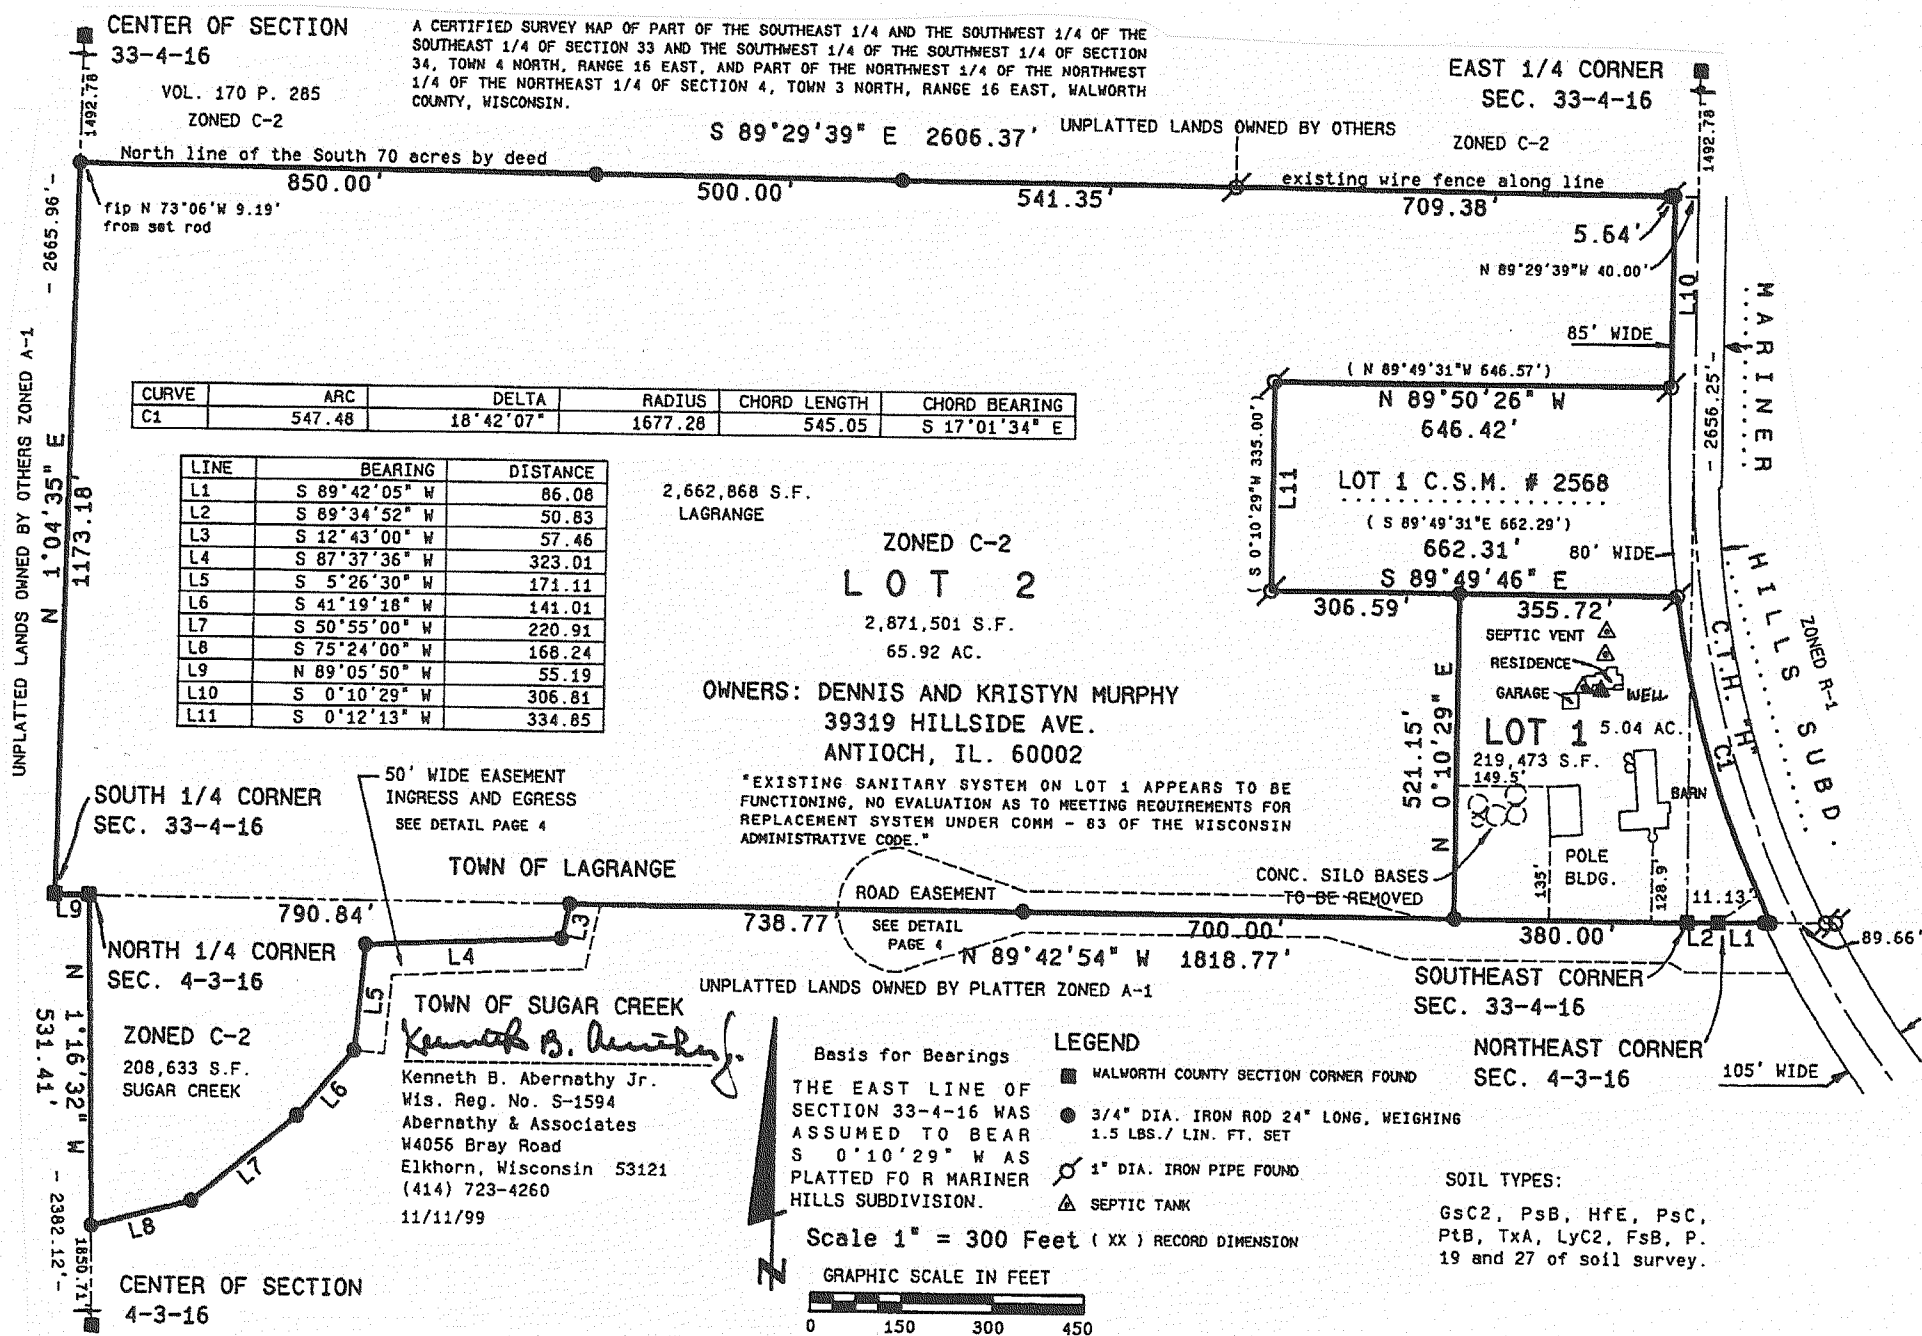 CENTER OF SECTION
33-4-16
1492.78
VOL. 170 P. 285
ZONED C-2
A CERTIFIED SURVEY MAP OF PART OF THE SOUTHEAST 1/4 AND THE SOUTHWEST 1/4 OF THE
SOUTHEAST 1/4 OF SECTION 33 AND THE SOUTHWEST 1/4 OF THE SOUTHWEST 1/4 OF SECTION
34, TOWN 4 NORTH, RANGE 16 EAST, AND PART OF THE NORTHWEST 1/4 OF THE NORTHWEST
1/4 OF THE NORTHEAST 1/4 OF SECTION 4, TOWN 3 NORTH, RANGE 16 EAST, WALWORTH
COUNTY, WISCONSIN.
EAST 1/4 CORNER
SEC. 33-4-16
ZONED C-2
1492.78
S 89°29'39" E 2606.37'
UNPLATTED LANDS OWNED BY OTHERS
North line of the South 70 acres by deed
850.00'
500.00'
541.35'
existing wire fence along line
709.38'
5.64'
N 89°29'39"W 40.00'
fip N 73°06'W 9.19'
from set rod
- 2665.96'-
UNPLATTED LANDS OWNED BY OTHERS ZONED A-1
N 1°04'35" E
1173.18'
L10
85' WIDE
MARINER
HILLS SUBD.
- 2656.25'-
CURVE ARC DELTA RADIUS CHORD LENGTH CHORD BEARING
C1 547.48 18°42'07" 1677.28 545.05 S 17°01'34" E
LINE BEARING DISTANCE
L1 S 89°42'05" W 86.08
L2 S 89°34'52" W 50.83
L3 S 12°43'00" W 57.46
L4 S 87°37'36" W 323.01
L5 S 5°26'30" W 171.11
L6 S 41°19'18" W 141.01
L7 S 50°55'00" W 220.91
L8 S 75°24'00" W 168.24
L9 N 89°05'50" W 55.19
L10 S 0°10'29" W 306.81
L11 S 0°12'13" W 334.85
( N 89°49'31"W 646.57')
N 89°50'26" W
646.42'
( S 0°10'29"W 335.00')
L11
LOT 1 C.S.M. # 2568
( S 89°49'31"E 662.29')
662.31'
80' WIDE
S 89°49'46" E
306.59'
355.72'
2,662,868 S.F.
LAGRANGE
ZONED C-2
LOT 2
2,871,501 S.F.
65.92 AC.
OWNERS: DENNIS AND KRISTYN MURPHY
39319 HILLSIDE AVE.
ANTIOCH, IL. 60002
"EXISTING SANITARY SYSTEM ON LOT 1 APPEARS TO BE
FUNCTIONING, NO EVALUATION AS TO MEETING REQUIREMENTS FOR
REPLACEMENT SYSTEM UNDER COMM - 83 OF THE WISCONSIN
ADMINISTRATIVE CODE."
SEPTIC VENT
RESIDENCE
GARAGE
WELL
LOT 1
5.04 AC.
219,473 S.F.
149.5'
521.15'
N 0°10'29" E
BARN
POLE
BLDG.
135'
128.9'
C.T.H. "H"
C1
ZONED R-1
CONC. SILO BASES
TO BE REMOVED
11.13'
SOUTH 1/4 CORNER
SEC. 33-4-16
50' WIDE EASEMENT
INGRESS AND EGRESS
SEE DETAIL PAGE 4
TOWN OF LAGRANGE
L9
790.84'
L3
738.77'
ROAD EASEMENT
SEE DETAIL
PAGE 4
700.00'
N 89°42'54" W 1818.77'
380.00'
L2
L1
89.66'
NORTH 1/4 CORNER
SEC. 4-3-16
L4
L5
L6
L7
L8
TOWN OF SUGAR CREEK
UNPLATTED LANDS OWNED BY PLATTER ZONED A-1
SOUTHEAST CORNER
SEC. 33-4-16
NORTHEAST CORNER
SEC. 4-3-16
105' WIDE
N 1°16'32" W
531.41'
- 2382.12'-
1850.71'
ZONED C-2
208,633 S.F.
SUGAR CREEK
CENTER OF SECTION
4-3-16
Kenneth B. Abernathy Jr.
Kenneth B. Abernathy Jr.
Wis. Reg. No. S-1594
Abernathy & Associates
W4056 Bray Road
Elkhorn, Wisconsin 53121
(414) 723-4260
11/11/99
Basis for Bearings
THE EAST LINE OF
SECTION 33-4-16 WAS
ASSUMED TO BEAR
S 0°10'29" W AS
PLATTED FO R MARINER
HILLS SUBDIVISION.
LEGEND
WALWORTH COUNTY SECTION CORNER FOUND
3/4" DIA. IRON ROD 24" LONG, WEIGHING
1.5 LBS./ LIN. FT. SET
1" DIA. IRON PIPE FOUND
SEPTIC TANK
Scale 1" = 300 Feet ( XX ) RECORD DIMENSION
N
GRAPHIC SCALE IN FEET
0 150 300 450
SOIL TYPES:
GsC2, PsB, HfE, PsC,
PtB, TxA, LyC2, FsB, P.
19 and 27 of soil survey.